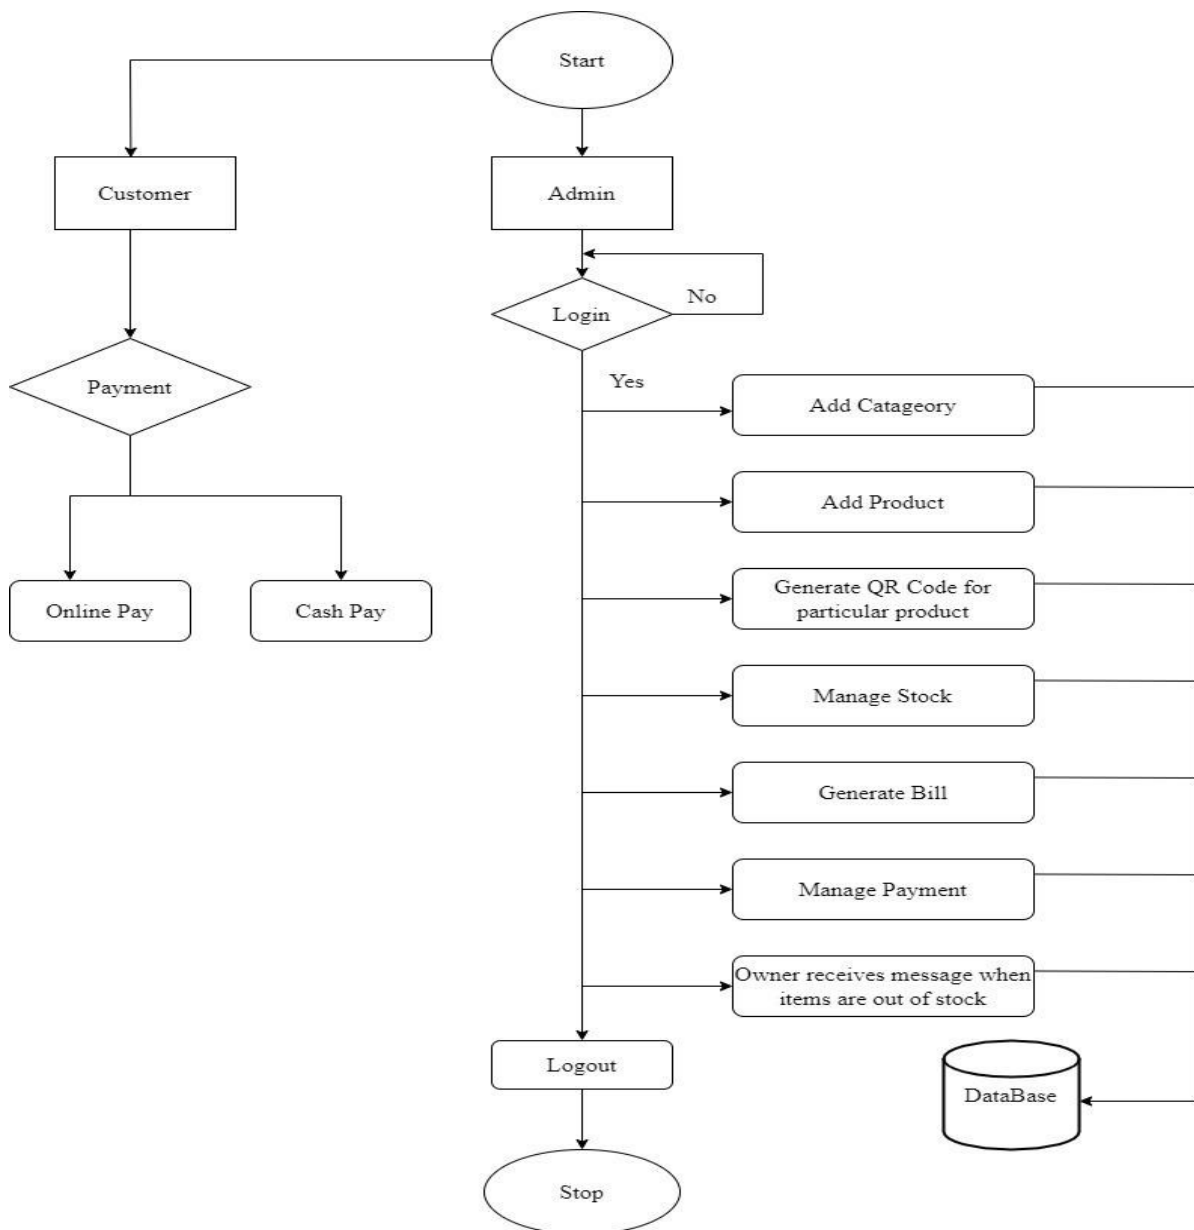 Start
Customer
Admin
No
Login
Payment
Yes
Add Catageory
Add Product
Generate QR Code for
particular product
Online Pay
Cash Pay
Manage Stock
Generate Bill
Manage Payment
Owner receives message when
items are out of stock
Logout
DataBase
Stop